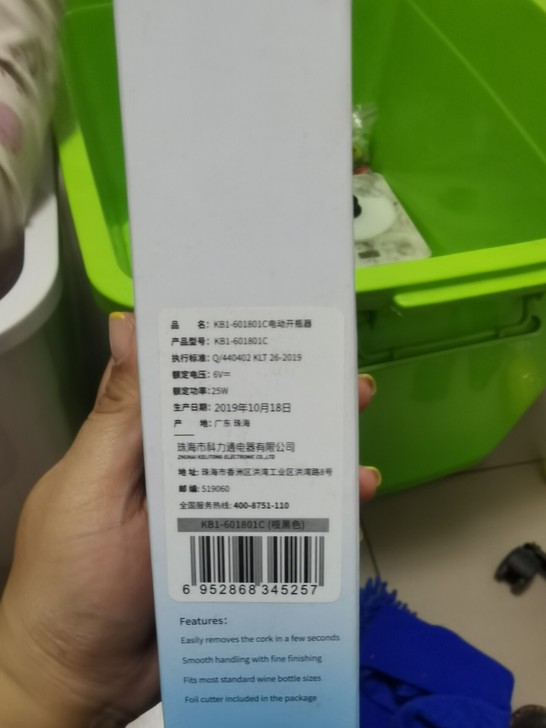 品 名: KB1-601801C电动开瓶器
产品型号: KB1-601801C
执行标准: Q/440402 KLT 26-2019
额定电压: 6V⎓
额定功率:25W
生产日期: 2019年10月18日
产 地: 广东 珠海
珠海市科力通电器有限公司
ZHUHAI KELITONG ELECTRONIC CO.,LTD
地 址: 珠海市香洲区洪湾工业区洪湾路8号
邮 编: 519060
全国服务热线: 400-8751-110
KB1-601801C (哑黑色)
6 952868 345257
Features:
Easily removes the cork in a few seconds
Smooth handling with fine finishing
Fits most standard wine bottle sizes
Foil cutter included in the package